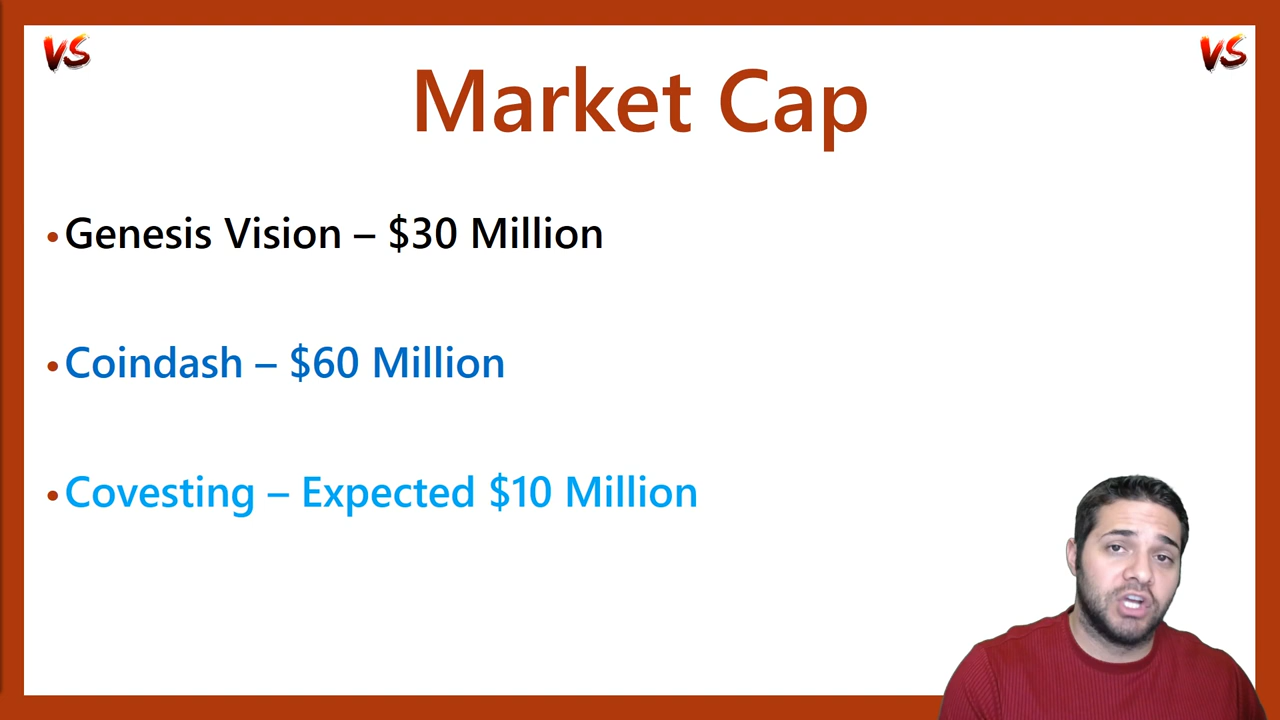 VS
VS
Market Cap
•Genesis Vision – $30 Million
•Coindash – $60 Million
•Covesting – Expected $10 Million